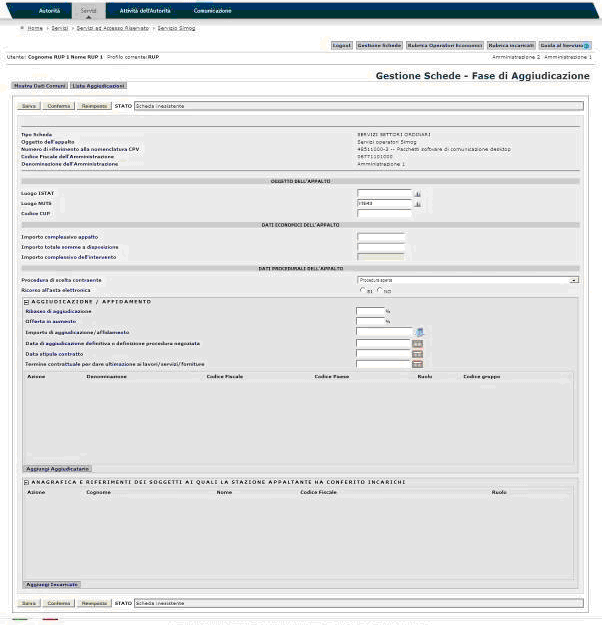 Autorità Servizi Attività dell'Autorità Comunicazione
Home › Servizi › Servizi ad Accesso Riservato › Servizio Simog
Logout Gestione Schede Rubrica Operatori Economici Rubrica incaricati Guida al Servizio
Utente: Cognome RUP 1 Nome RUP 1 Profilo corrente: RUP Amministrazione 2 Amministrazione 1
Gestione Schede - Fase di Aggiudicazione
Mostra Dati Comuni Lista Aggiudicazioni
Salva Conferma Reimposta STATO Scheda inesistente
Tipo Scheda SERVIZI SETTORI ORDINARI
Oggetto dell'appalto Servizi operatori Simog
Numero di riferimento alla nomenclatura CPV 48511000-3 -- Pacchetti software di comunicazione desktop
Codice Fiscale dell'Amministrazione 06771101000
Denominazione dell'Amministrazione Amministrazione 1
OGGETTO DELL'APPALTO
Luogo ISTAT
Luogo NUTS ITE43
Codice CUP
DATI ECONOMICI DELL'APPALTO
Importo complessivo appalto
Importo totale somme a disposizione
Importo complessivo dell'intervento
DATI PROCEDURALI DELL'APPALTO
Procedura di scelta contraente Procedura aperta
Ricorso all'asta elettronica SI NO
AGGIUDICAZIONE / AFFIDAMENTO
Ribasso di aggiudicazione %
Offerta in aumento %
Importo di aggiudicazione/affidamento
Data di aggiudicazione definitiva o definizione procedura negoziata
Data stipula contratto
Termine contrattuale per dare ultimazione ai lavori/servizi/forniture
Azione Denominazione Codice Fiscale Codice Paese Ruolo Codice gruppo
Aggiungi Aggiudicatario
ANAGRAFICA E RIFERIMENTI DEI SOGGETTI AI QUALI LA STAZIONE APPALTANTE HA CONFERITO INCARICHI
Azione Cognome Nome Codice Fiscale Ruolo
Aggiungi Incaricato
Salva Conferma Reimposta STATO Scheda inesistente